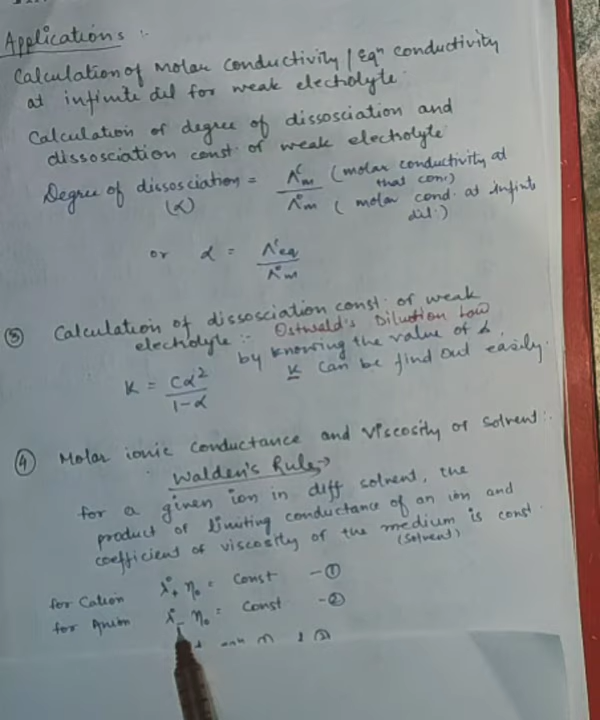 Applications :-
Calculation of Molar conductivity / Eqⁿ conductivity
at infinite dil for weak electrolyte.
Calculation of degree of dissosciation and
dissosciation const. of weak electrolyte
Degree of dissosciation = Λᶜm (molar conductivity at that conc)
(α) Λ°m (molar cond. at infinite dil.)
or α = Λᶜeq / Λ°m
③ Calculation of dissosciation const. of weak
electrolyte :- Ostwald's Dilution Law
by knowing the value of α
K = Cα² / 1-α K can be find out easily.
④ Molar ionic conductance and viscosity of solvent :-
Walden's Rule→
for a given ion in diff solvent, the
product of limiting conductance of an ion and
coefficient of viscosity of the medium is const.
(solvent)
for Cation λ°₊ η₀ = Const -①
for Anion λ°₋ η₀ = Const -②